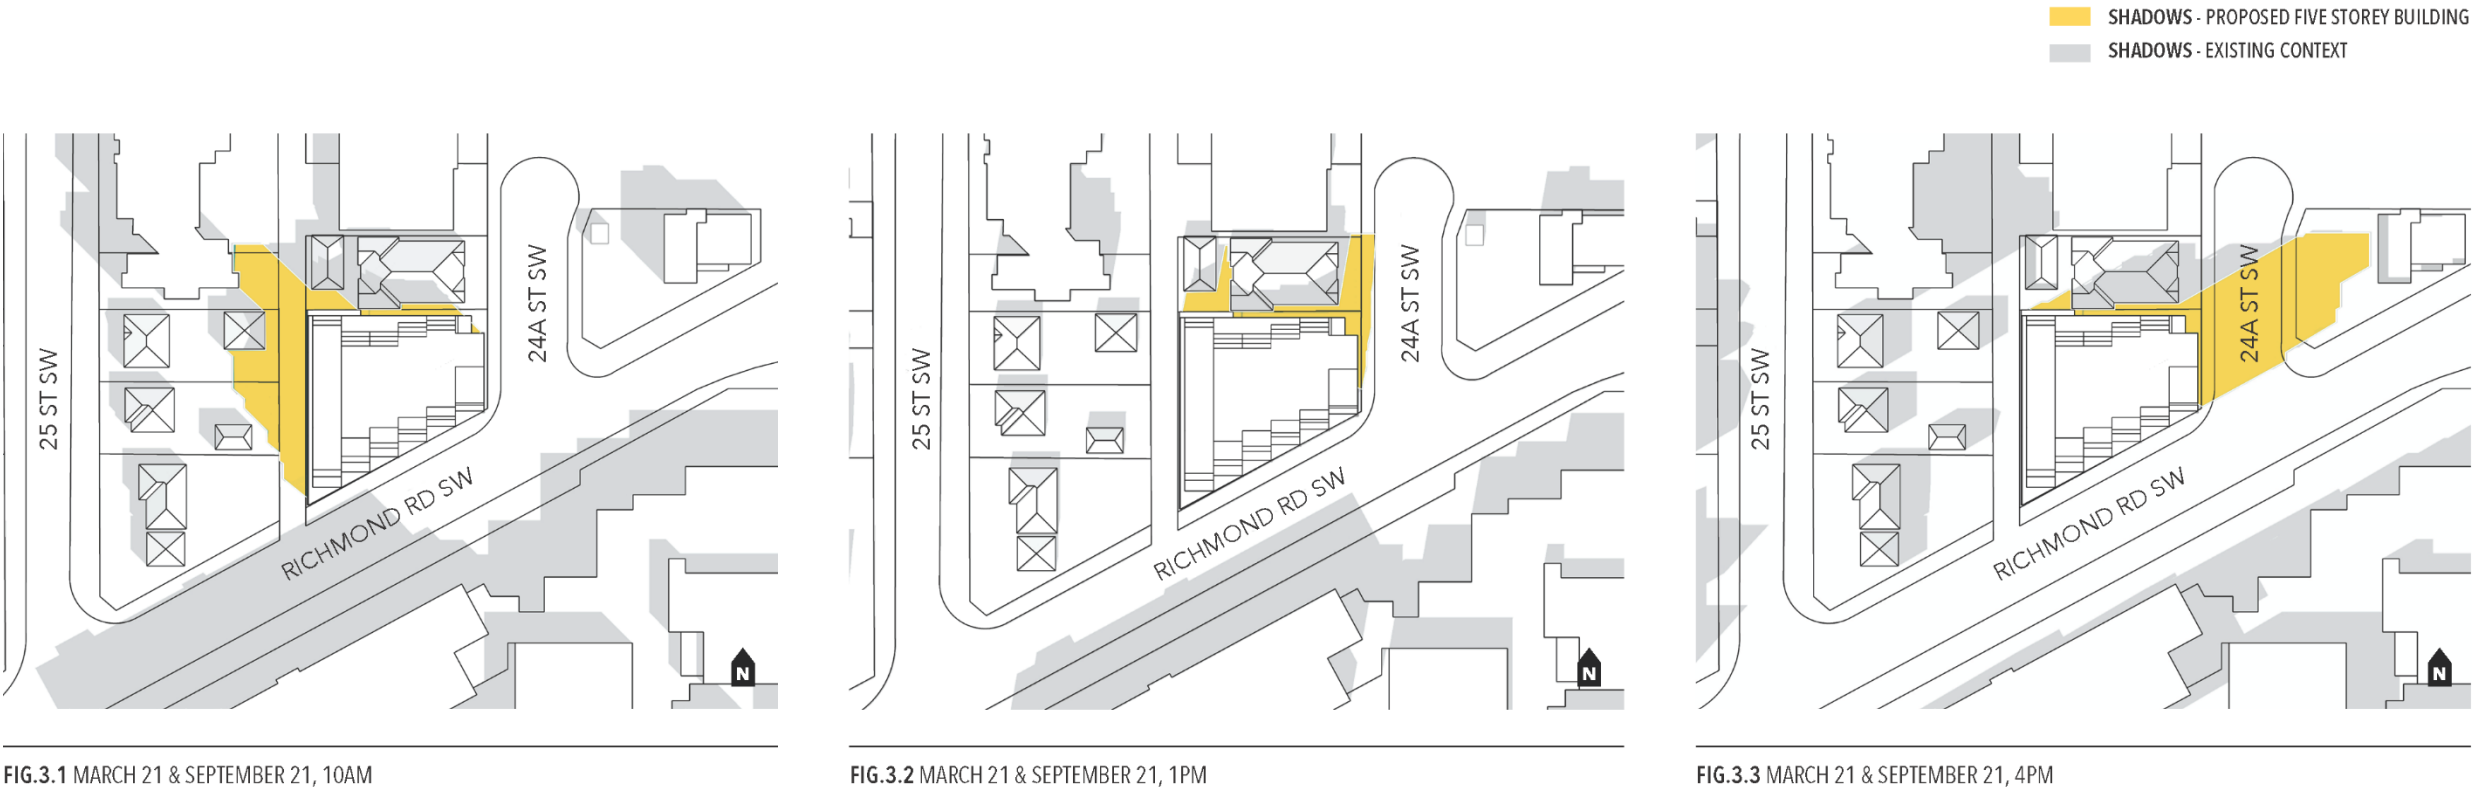 SHADOWS - PROPOSED FIVE STOREY BUILDING
SHADOWS - EXISTING CONTEXT
25 ST SW
24A ST SW
RICHMOND RD SW
N
25 ST SW
24A ST SW
RICHMOND RD SW
N
25 ST SW
24A ST SW
RICHMOND RD SW
N
FIG.3.1 MARCH 21 & SEPTEMBER 21, 10AM
FIG.3.2 MARCH 21 & SEPTEMBER 21, 1PM
FIG.3.3 MARCH 21 & SEPTEMBER 21, 4PM